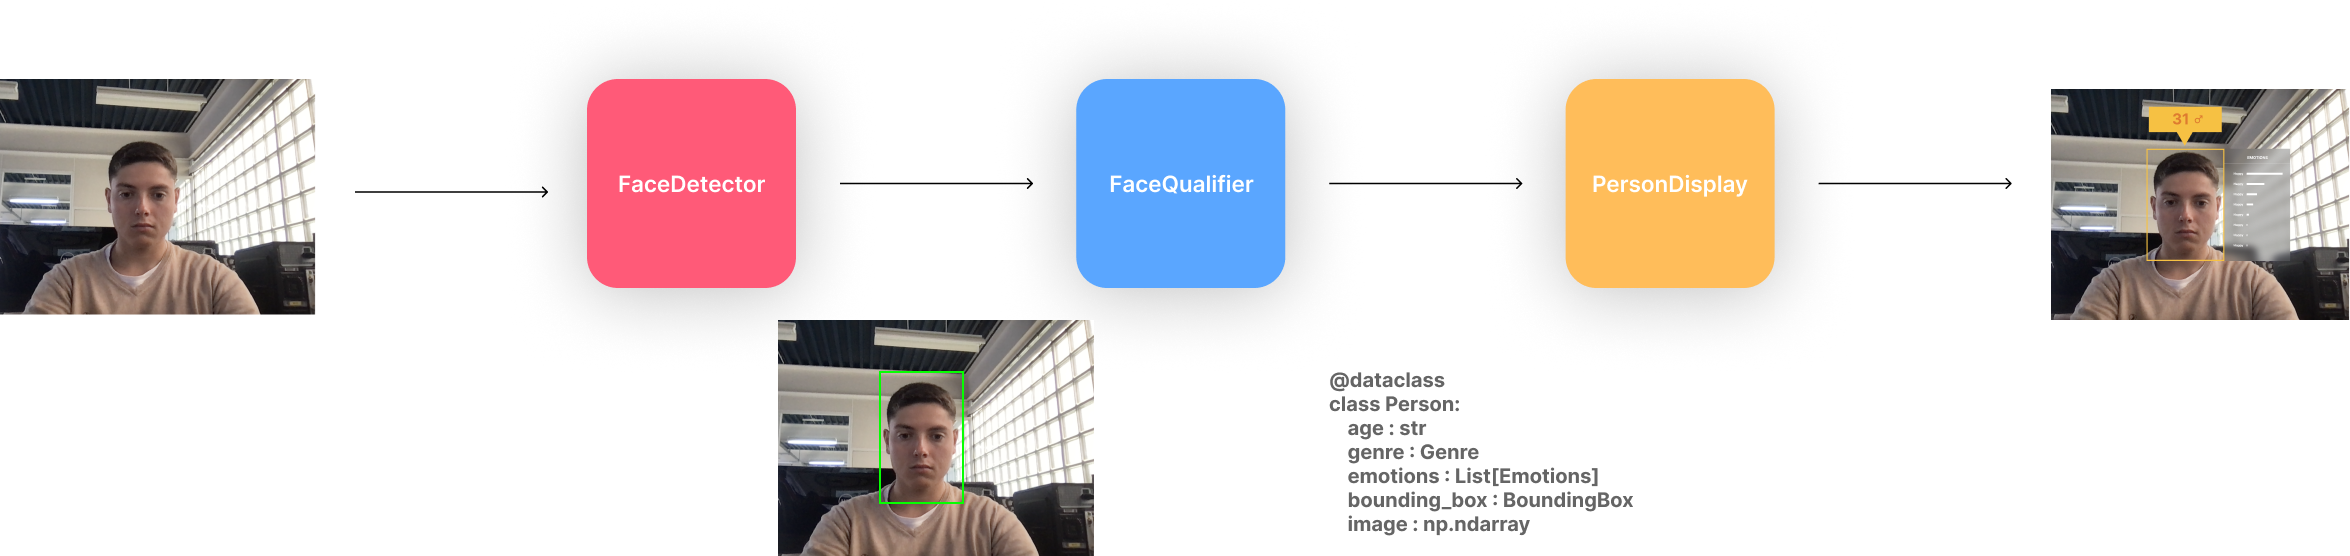 FaceDetector
FaceQualifier
PersonDisplay
31 ♂
EMOTIONS
@dataclass
class Person:
age : str
genre : Genre
emotions : List[Emotions]
bounding_box : BoundingBox
image : np.ndarray